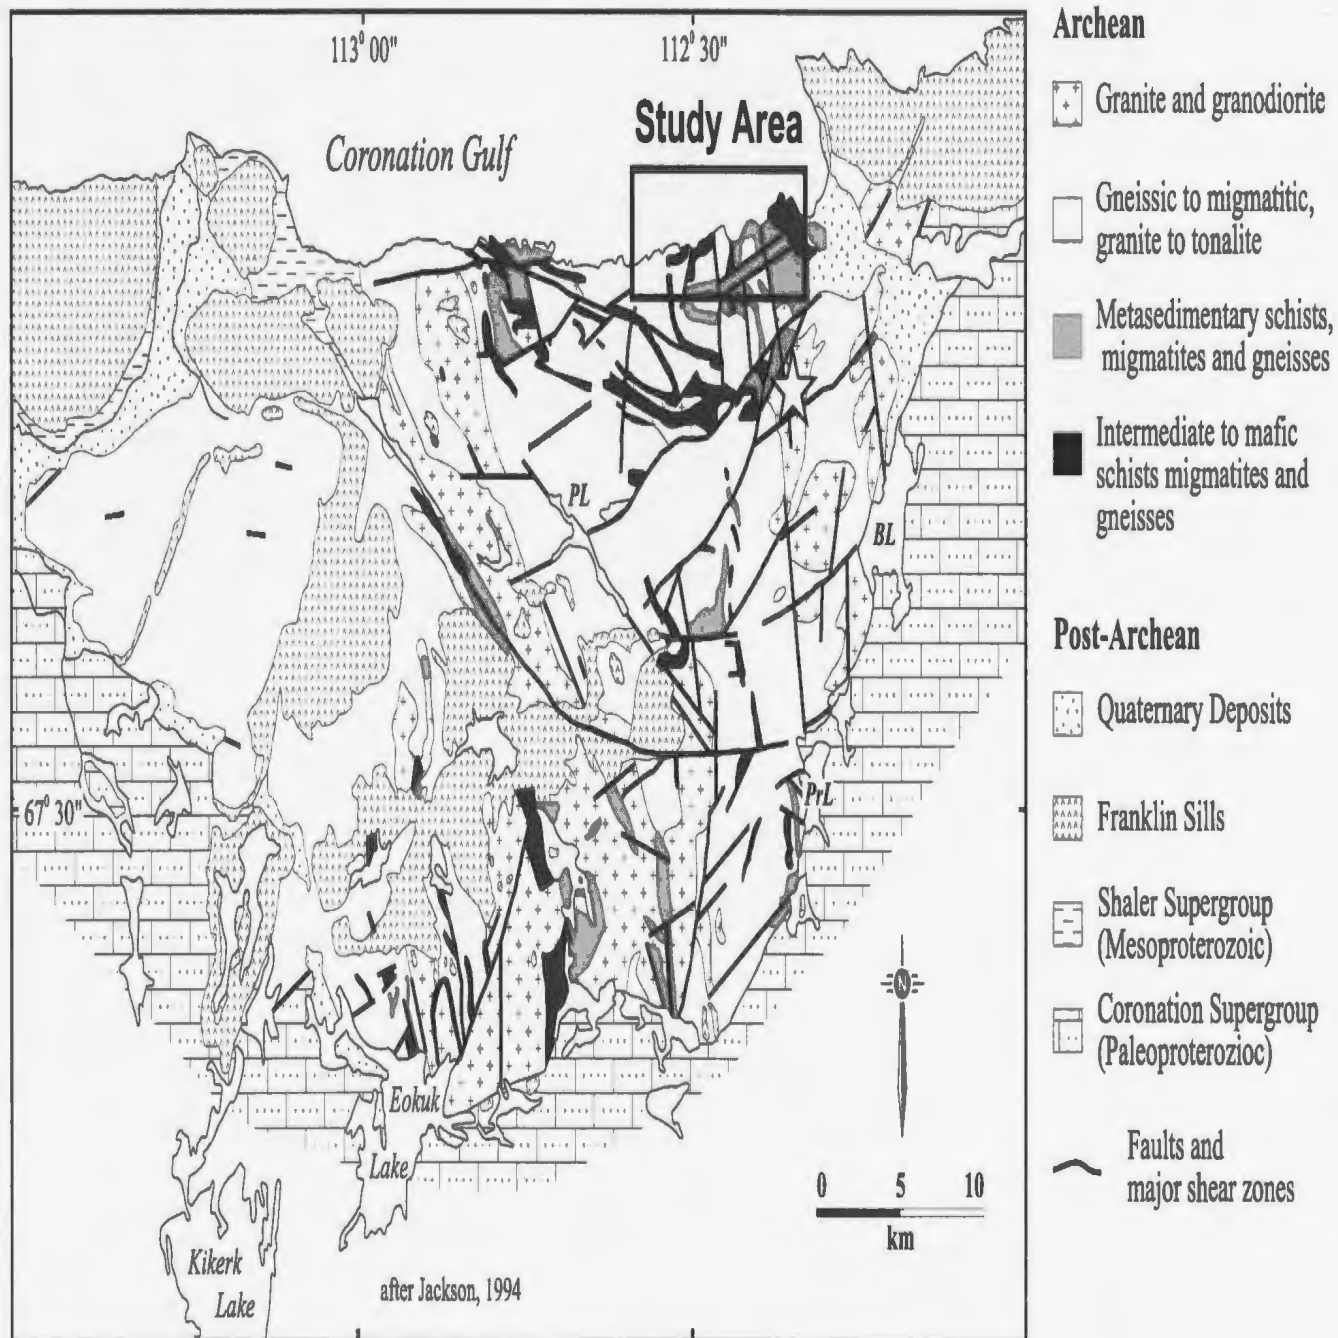 113⁰ 00"
112⁰ 30"
Study Area
Coronation Gulf
PL
BL
67⁰ 30"
PrL
N
Eokuk
Lake
Kikerk
Lake
0 5 10
km
after Jackson, 1994
Archean
Granite and granodiorite
Gneissic to migmatitic,
granite to tonalite
Metasedimentary schists,
migmatites and gneisses
Intermediate to mafic
schists migmatites and
gneisses
Post-Archean
Quaternary Deposits
Franklin Sills
Shaler Supergroup
(Mesoproterozoic)
Coronation Supergroup
(Paleoproterozioc)
Faults and
major shear zones